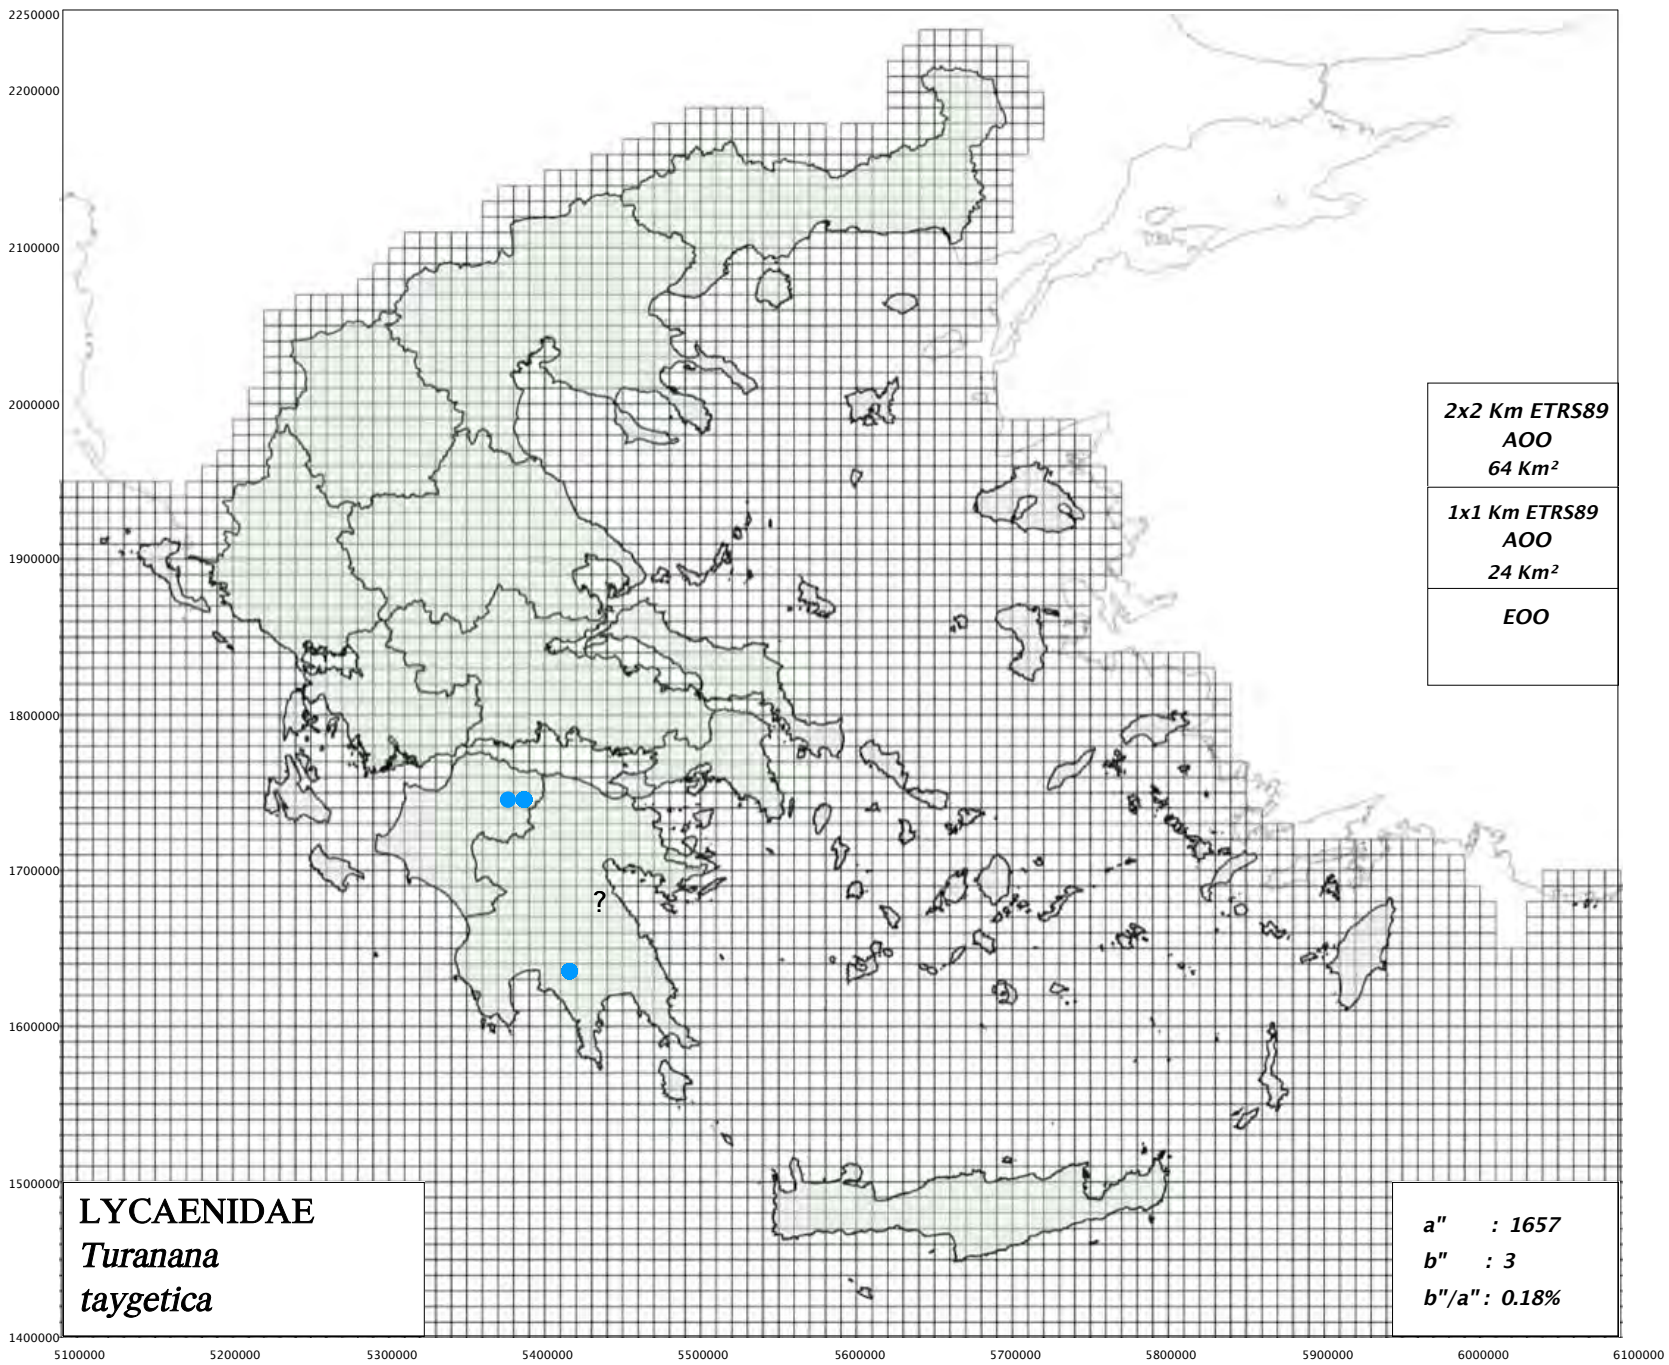 2250000
2200000
2100000
2000000
1900000
1800000
1700000
1600000
1500000
1400000
2x2 Km ETRS89
AOO
64 Km²
1x1 Km ETRS89
AOO
24 Km²
EOO
?
LYCAENIDAE
Turanana
taygetica
a" : 1657
b" : 3
b"/a" : 0.18%
5100000 5200000 5300000 5400000 5500000 5600000 5700000 5800000 5900000 6000000 6100000